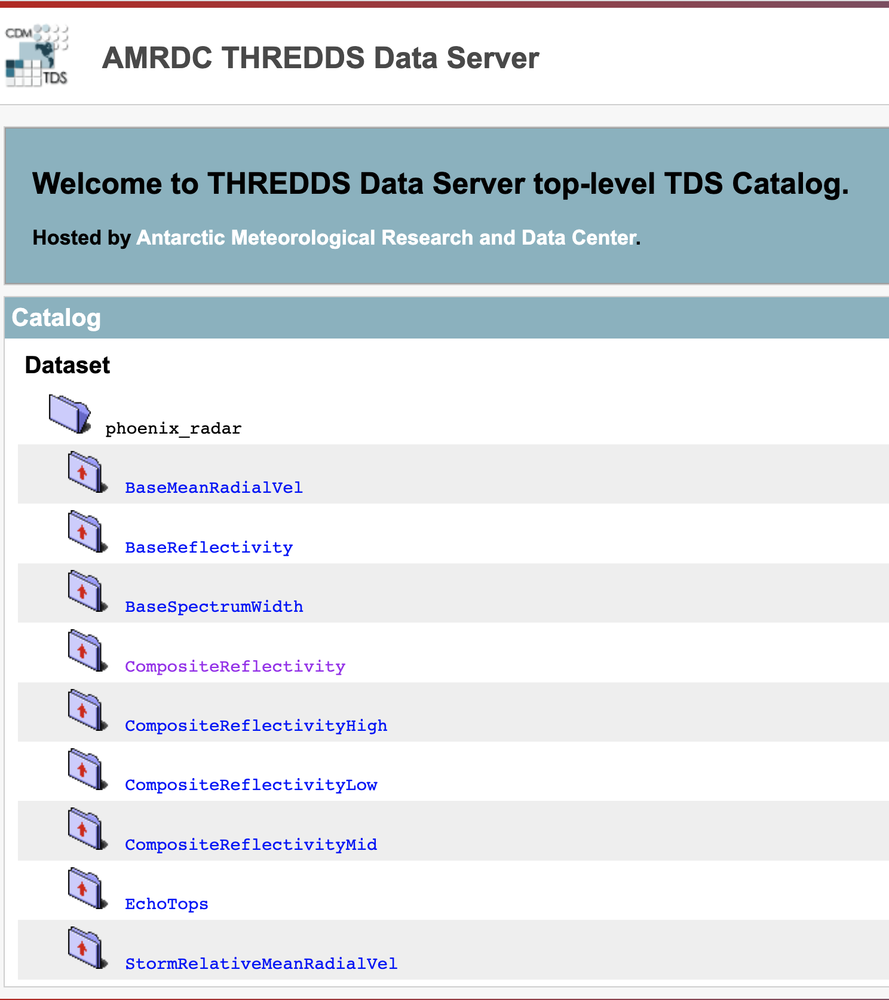 CDM
TDS
AMRDC THREDDS Data Server
Welcome to THREDDS Data Server top-level TDS Catalog.
Hosted by Antarctic Meteorological Research and Data Center.
Catalog
Dataset
phoenix_radar
BaseMeanRadialVel
BaseReflectivity
BaseSpectrumWidth
CompositeReflectivity
CompositeReflectivityHigh
CompositeReflectivityLow
CompositeReflectivityMid
EchoTops
StormRelativeMeanRadialVel